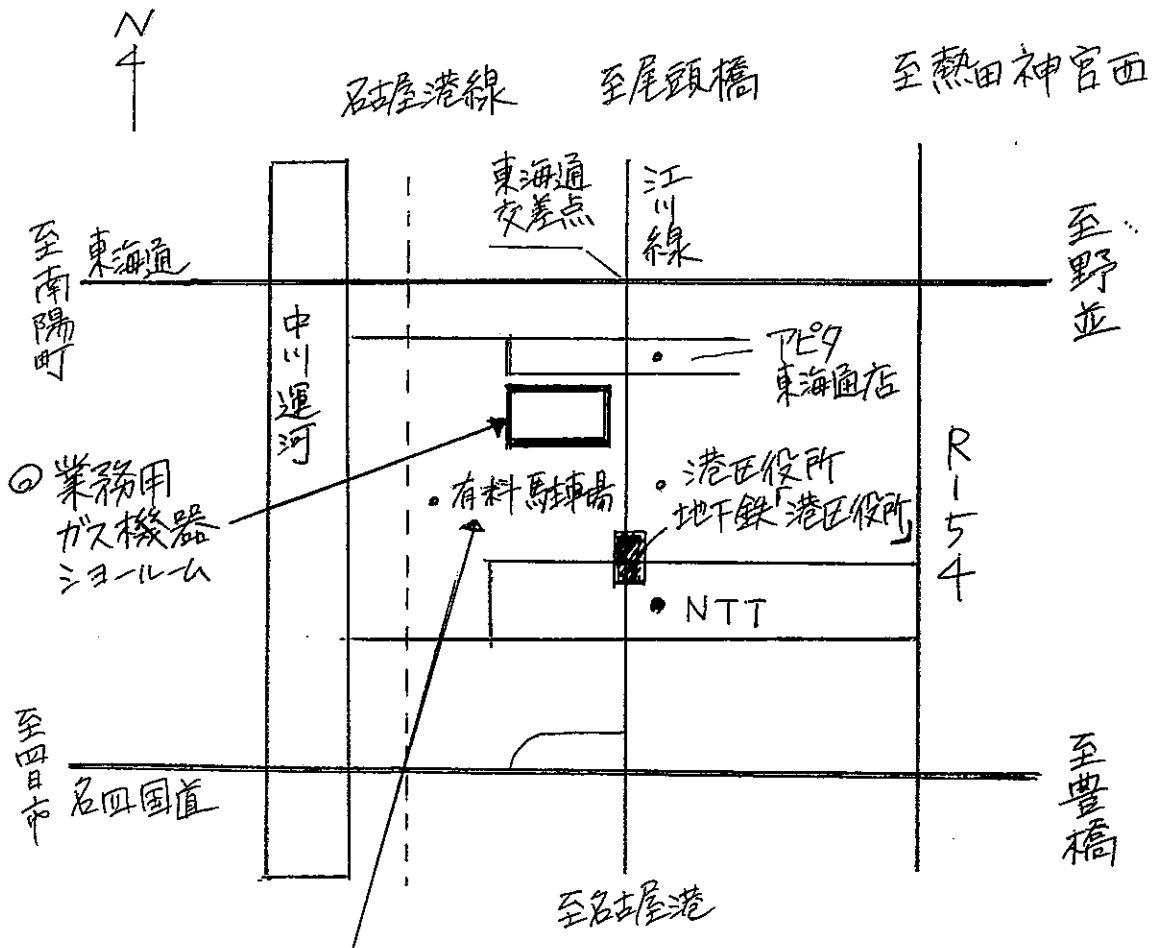 N
4
名古屋港線
至尾頭橋
至熱田神宮西
東海通
交差点
江川線
至南陽町
東海通
至野並
中川運河
アピタ
東海通店
◎業務用
ガス機器
ショールーム
・有料駐車場
・港区役所
地下鉄「港区役所」
R154
・NTT
至四日市
名四国道
至豊橋
至名古屋港